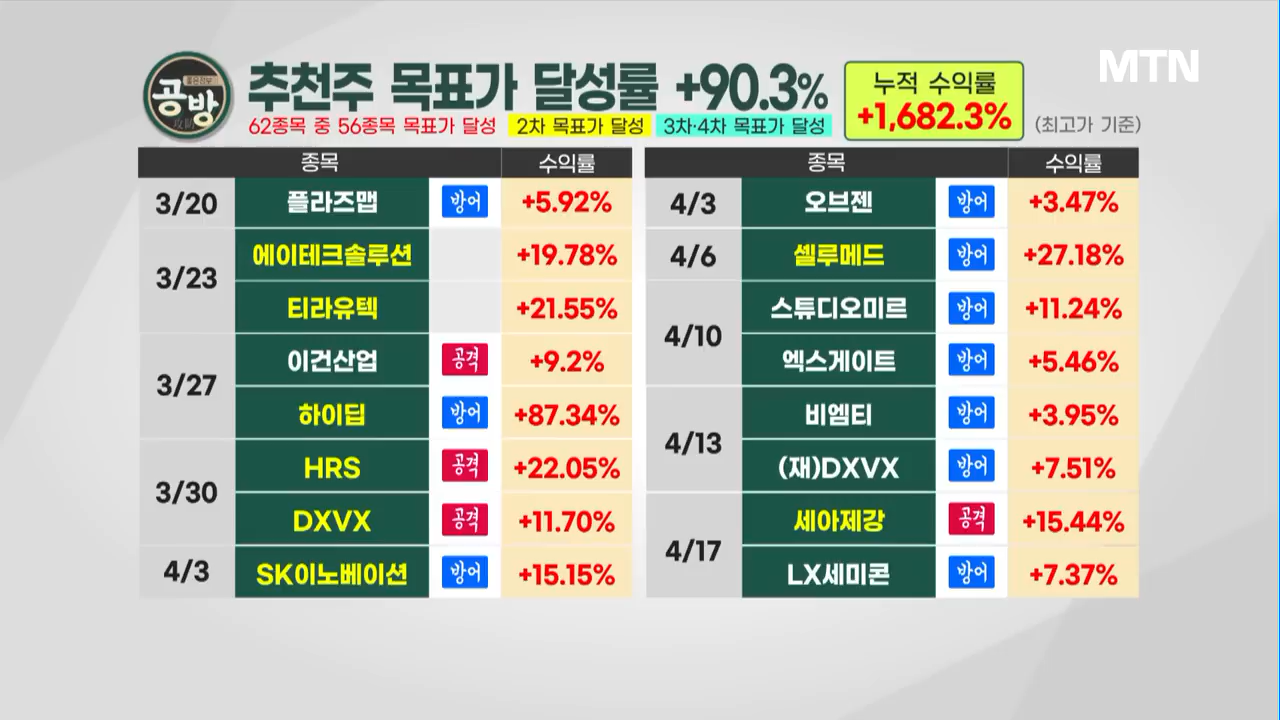 MTN
공방
추천주 목표가 달성률 +90.3%
62종목 중 56종목 목표가 달성 2차 목표가 달성 3차·4차 목표가 달성
누적 수익률
+1,682.3%
(최고가 기준)
종목 수익률
3/20 플라즈맵 방어 +5.92%
3/23 에이테크솔루션 +19.78%
티라유텍 +21.55%
3/27 이건산업 공격 +9.2%
하이딥 방어 +87.34%
3/30 HRS 공격 +22.05%
DXVX 공격 +11.70%
4/3 SK이노베이션 방어 +15.15%
종목 수익률
4/3 오브젠 방어 +3.47%
4/6 셀루메드 방어 +27.18%
4/10 스튜디오미르 방어 +11.24%
엑스게이트 방어 +5.46%
4/13 비엠티 방어 +3.95%
(재)DXVX 방어 +7.51%
4/17 세아제강 공격 +15.44%
LX세미콘 방어 +7.37%